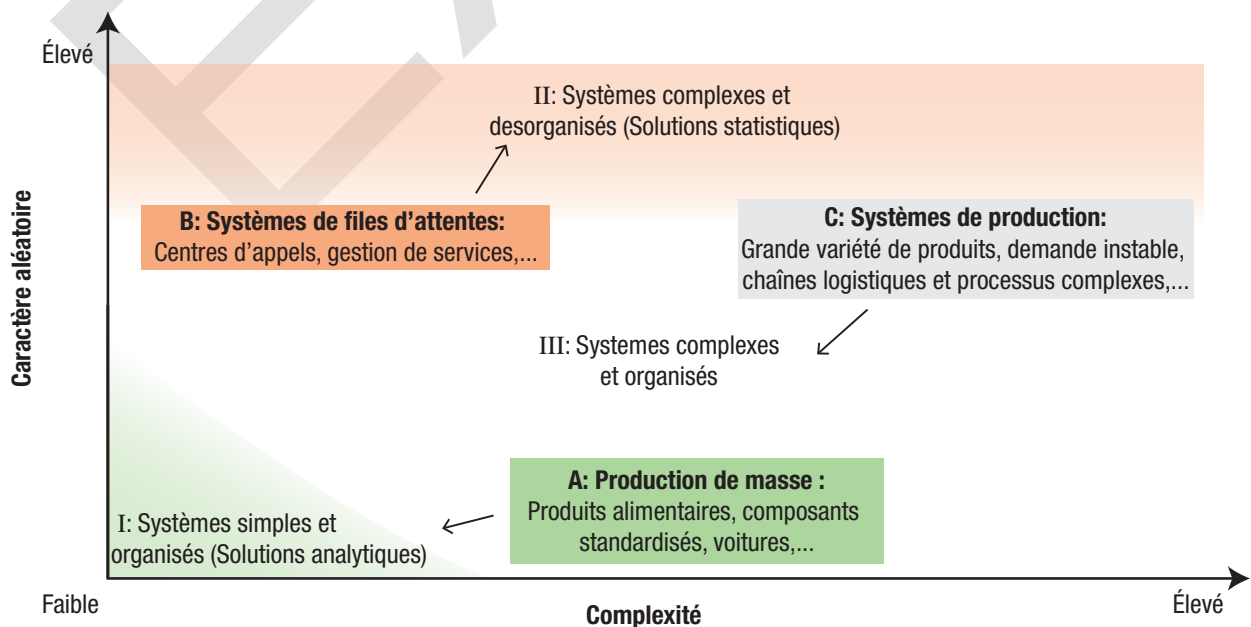 Élevé
II: Systèmes complexes et
desorganisés (Solutions statistiques)
Caractère aléatoire
B: Systèmes de files d’attentes:
Centres d’appels, gestion de services,...
C: Systèmes de production:
Grande variété de produits, demande instable,
chaînes logistiques et processus complexes,...
III: Systemes complexes
et organisés
A: Production de masse :
Produits alimentaires, composants
standardisés, voitures,...
I: Systèmes simples et
organisés (Solutions analytiques)
Faible
Complexité
Élevé